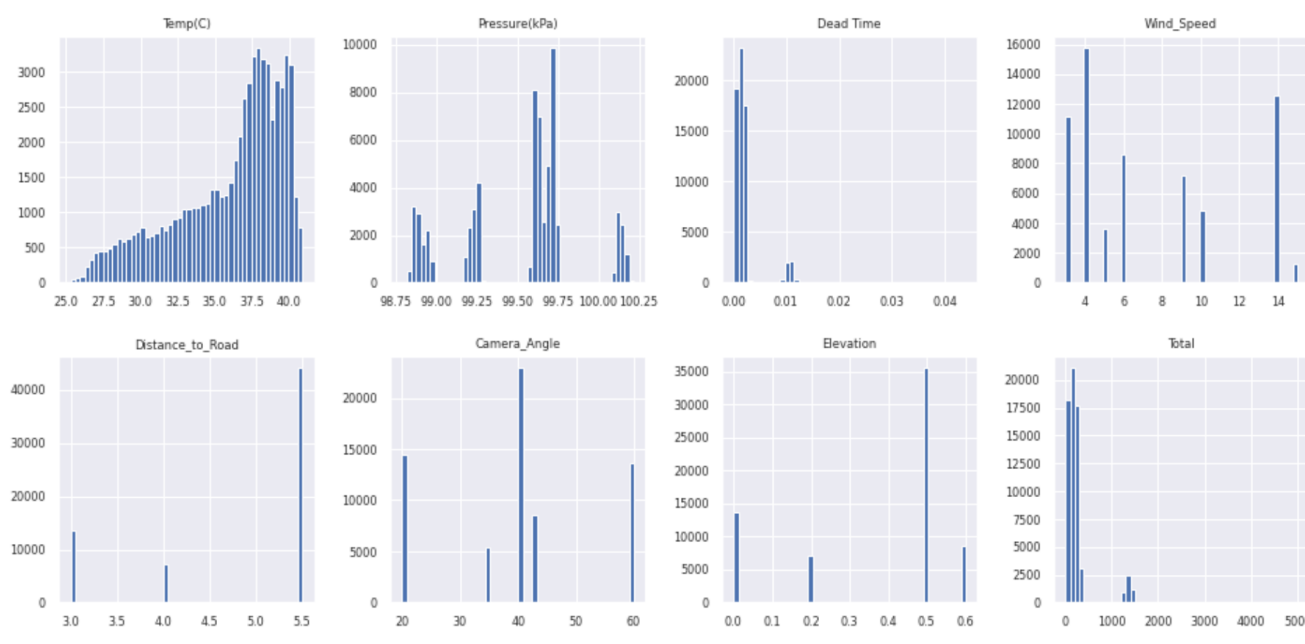 Temp(C) Pressure(kPa) Dead Time Wind_Speed
3000 10000 20000 16000
2500 8000 15000 14000
2000 6000 10000 12000
1500 4000 5000 10000
1000 2000 0 8000
500 0 6000
0 4000
2000
0
25.0 27.5 30.0 32.5 35.0 37.5 40.0
98.75 99.00 99.25 99.50 99.75 100.00 100.25
0.00 0.01 0.02 0.03 0.04
4 6 8 10 12 14
Distance_to_Road Camera_Angle Elevation Total
40000 20000 35000 20000
30000 15000 30000 17500
20000 10000 25000 15000
10000 5000 20000 12500
0 0 15000 10000
10000 7500
5000 5000
0 2500
0
3.0 3.5 4.0 4.5 5.0 5.5
20 30 40 50 60
0.0 0.1 0.2 0.3 0.4 0.5 0.6
0 1000 2000 3000 4000